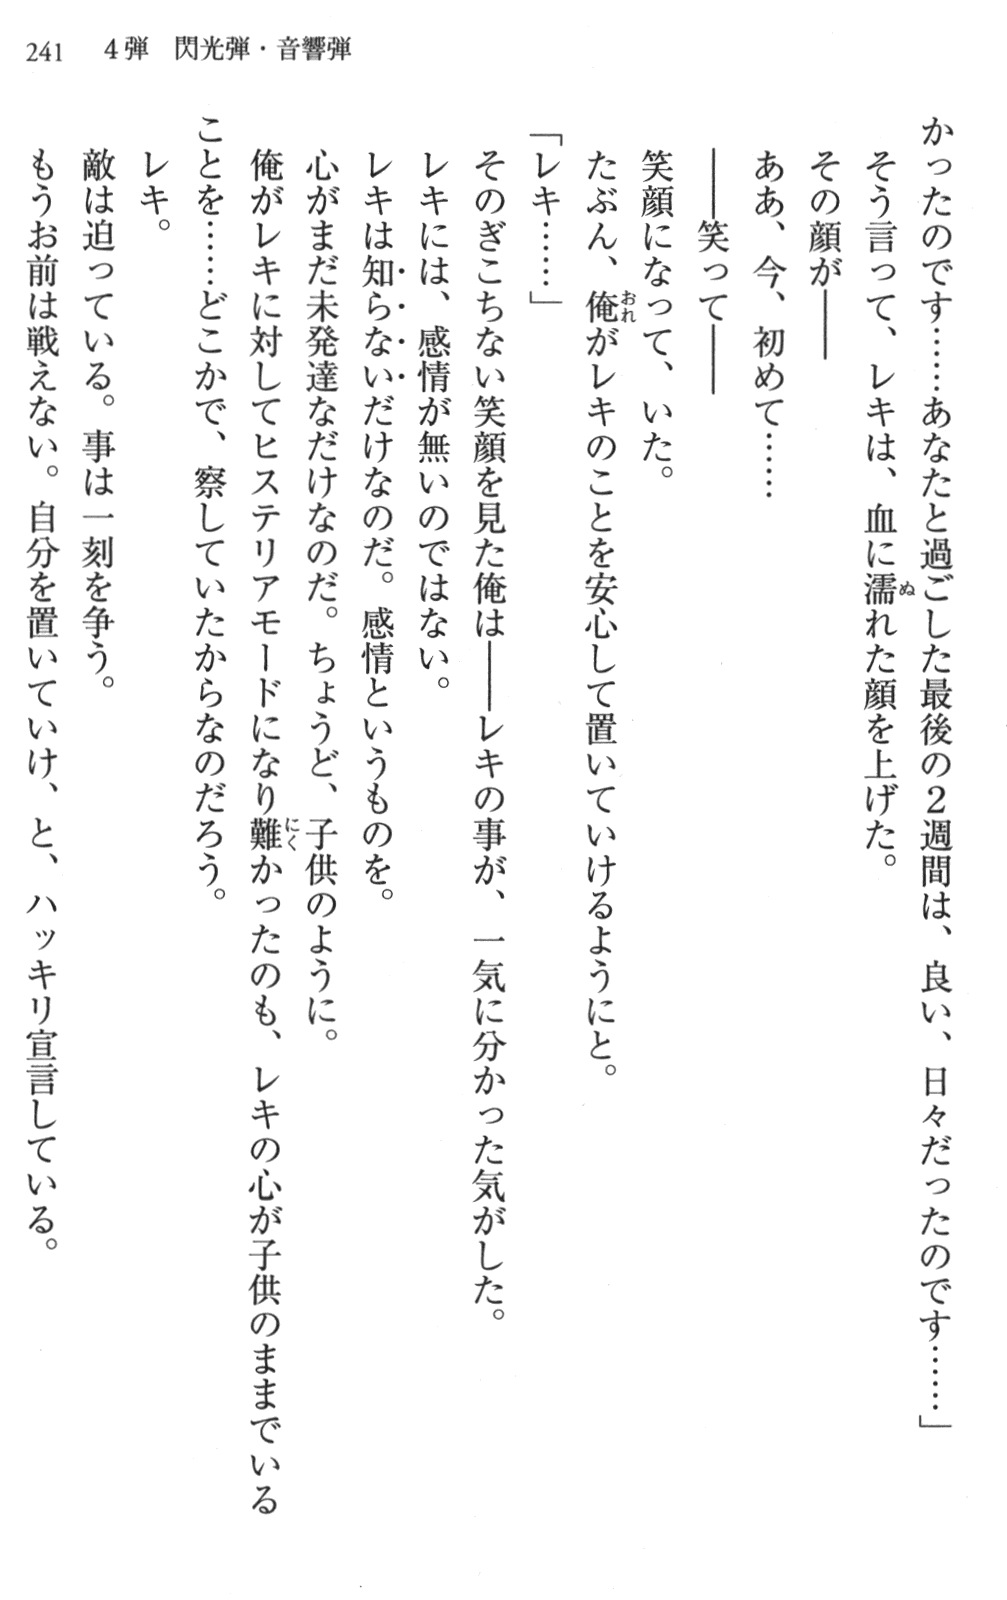 241　4弾　閃光弾・音響弾
かったのです……あなたと過ごした最後の２週間は、良い、日々だったのです……」
そう言って、レキは、血に濡れた顔を上げた。
その顔が――
ああ、今、初めて……
――笑って――
笑顔になって、いた。
たぶん、俺がレキのことを安心して置いていけるようにと。
「レキ……」
そのぎこちない笑顔を見た俺は――レキの事が、一気に分かった気がした。
レキには、感情が無いのではない。
レキは知らないだけなのだ。感情というものを。
心がまだ未発達なだけなのだ。ちょうど、子供のように。
俺がレキに対してヒステリアモードになり難かったのも、レキの心が子供のままでいる
ことを……どこかで、察していたからなのだろう。
レキ。
敵は迫っている。事は一刻を争う。
もうお前は戦えない。自分を置いていけ、と、ハッキリ宣言している。